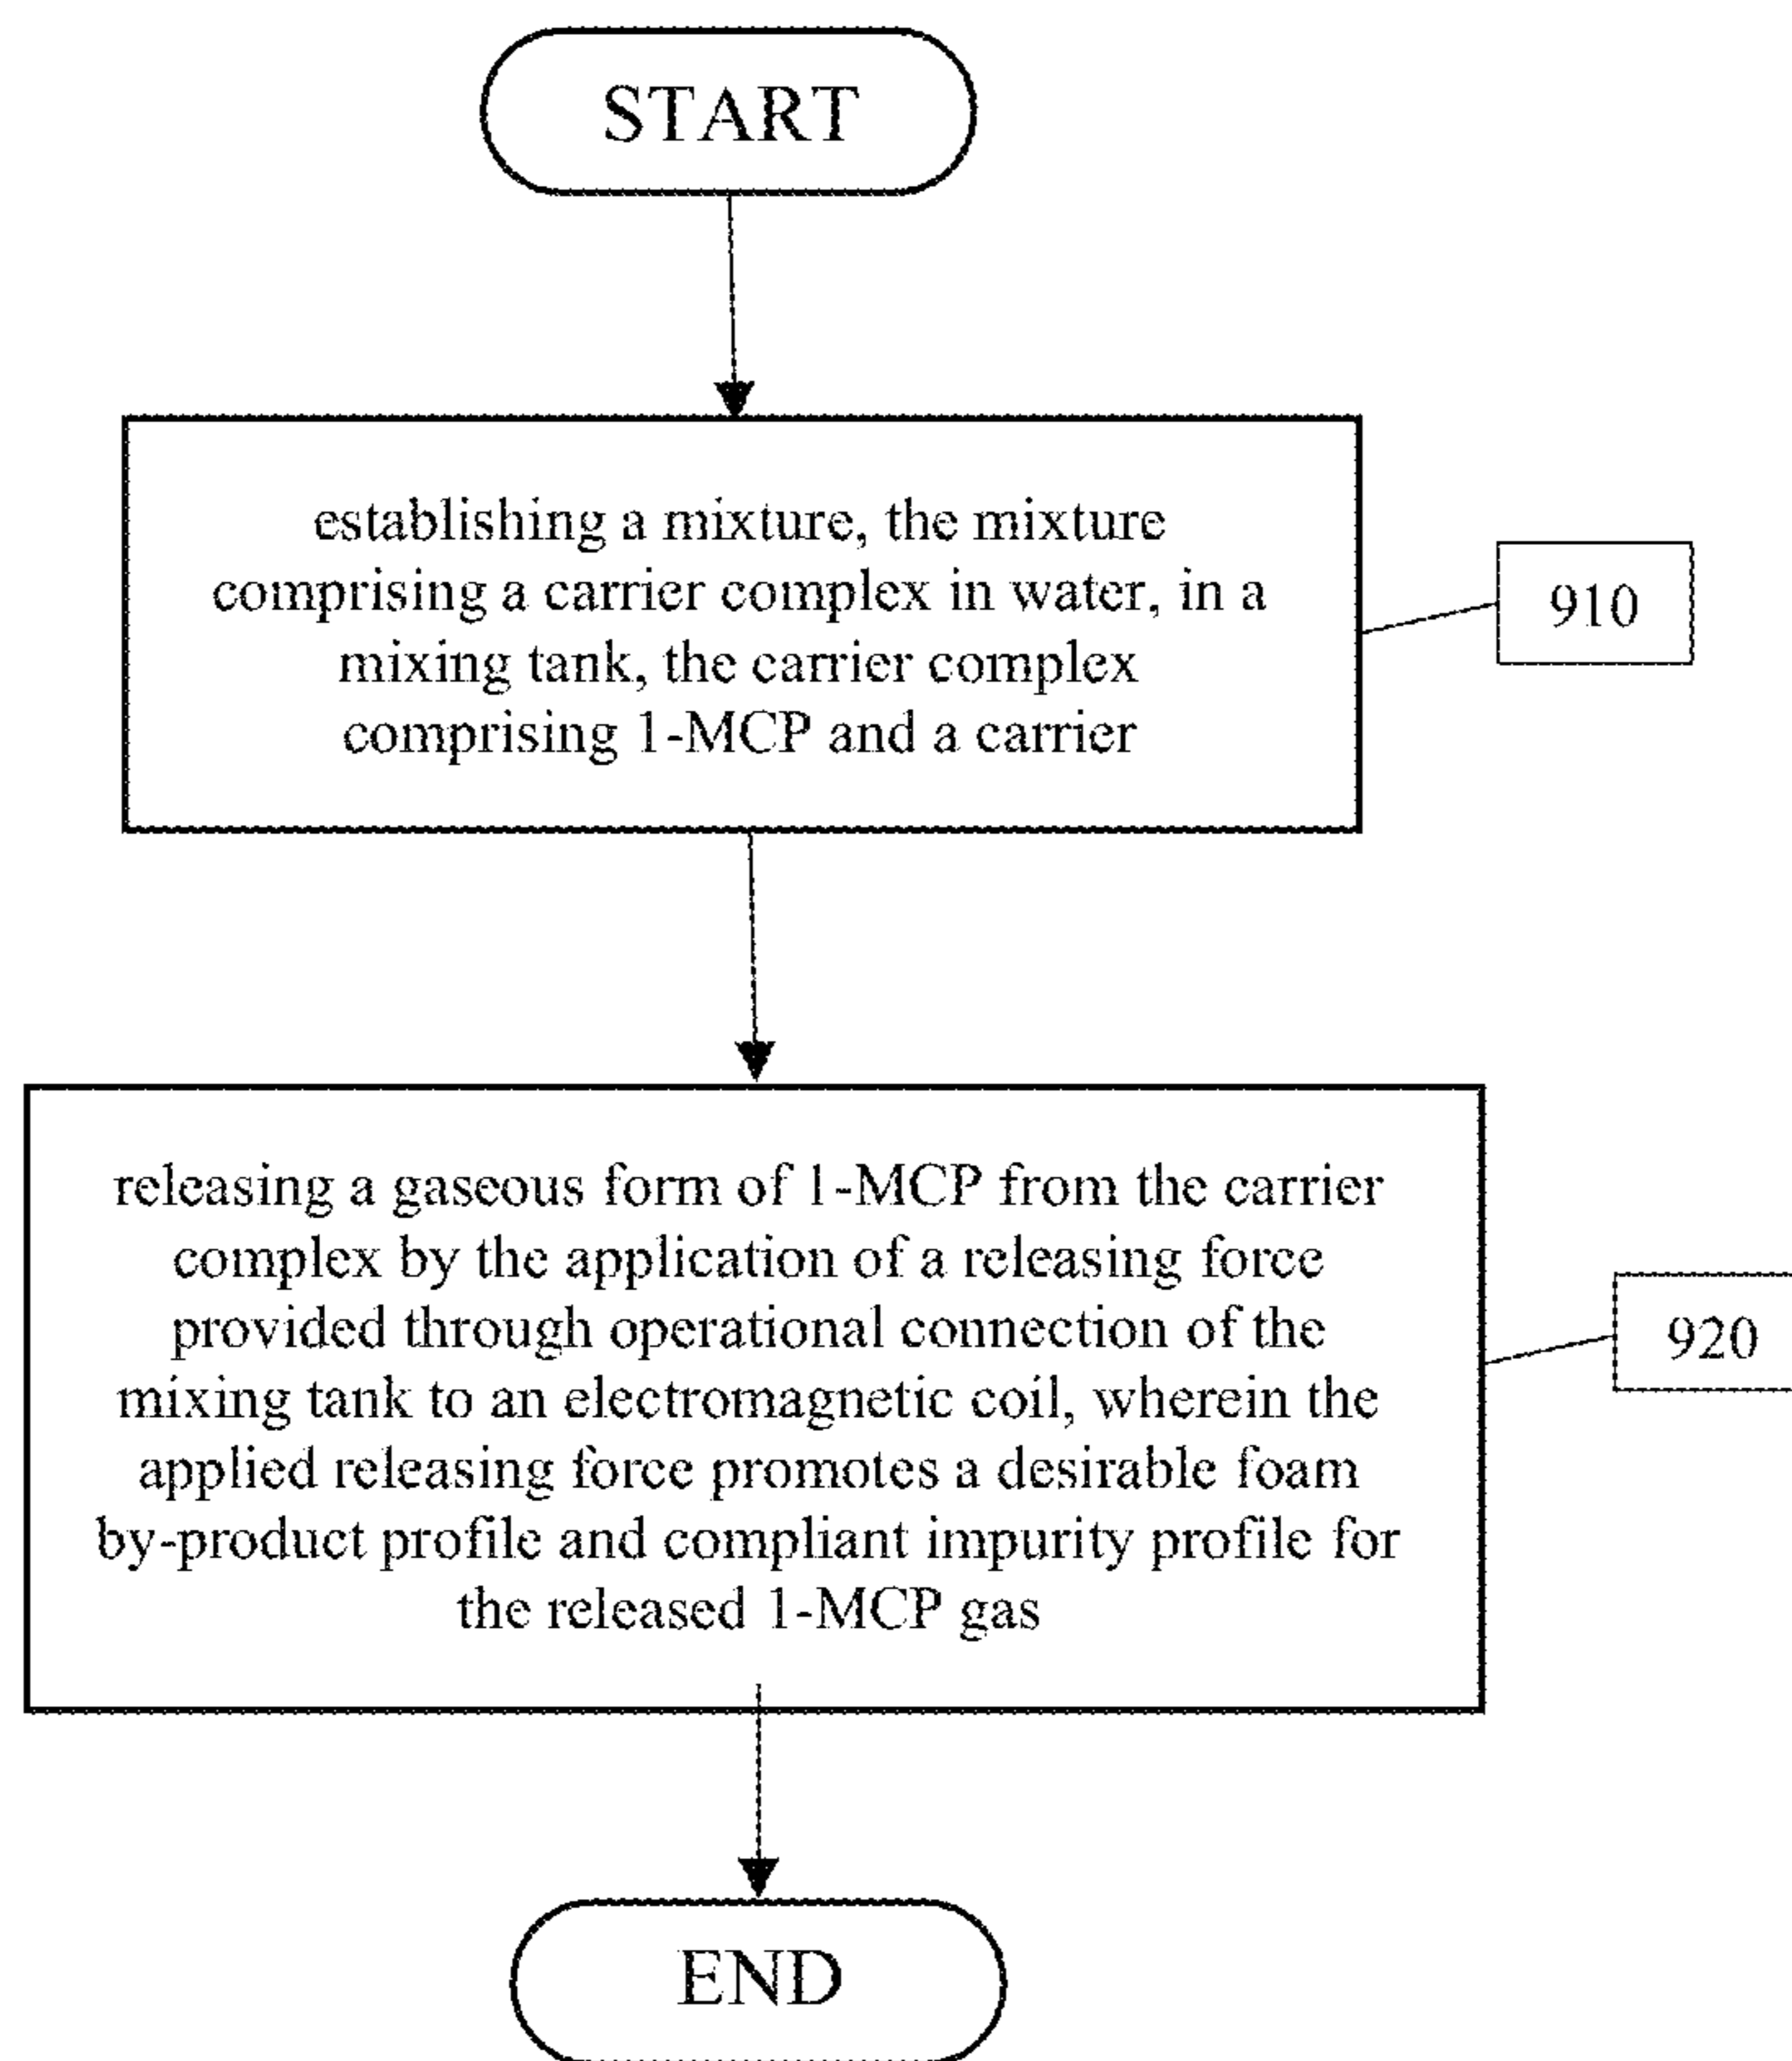 START
establishing a mixture, the mixture
comprising a carrier complex in water, in a
mixing tank, the carrier complex
comprising 1-MCP and a carrier
910
releasing a gaseous form of 1-MCP from the carrier
complex by the application of a releasing force
provided through operational connection of the
mixing tank to an electromagnetic coil, wherein the
applied releasing force promotes a desirable foam
by-product profile and compliant impurity profile for
the released 1-MCP gas
920
END